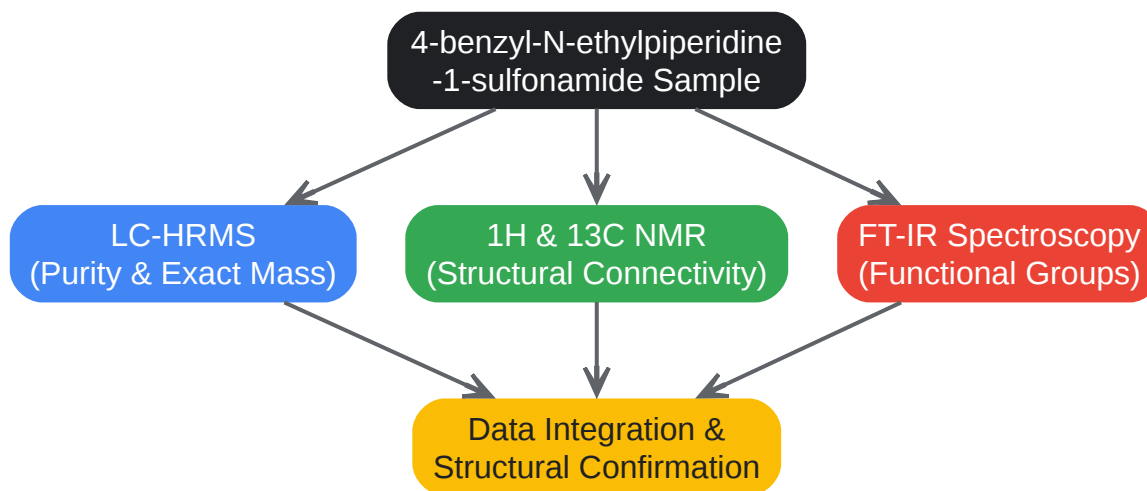 4-benzyl-N-ethylpiperidine
-1-sulfonamide Sample
LC-HRMS
(Purity & Exact Mass)
1H & 13C NMR
(Structural Connectivity)
FT-IR Spectroscopy
(Functional Groups)
Data Integration &
Structural Confirmation